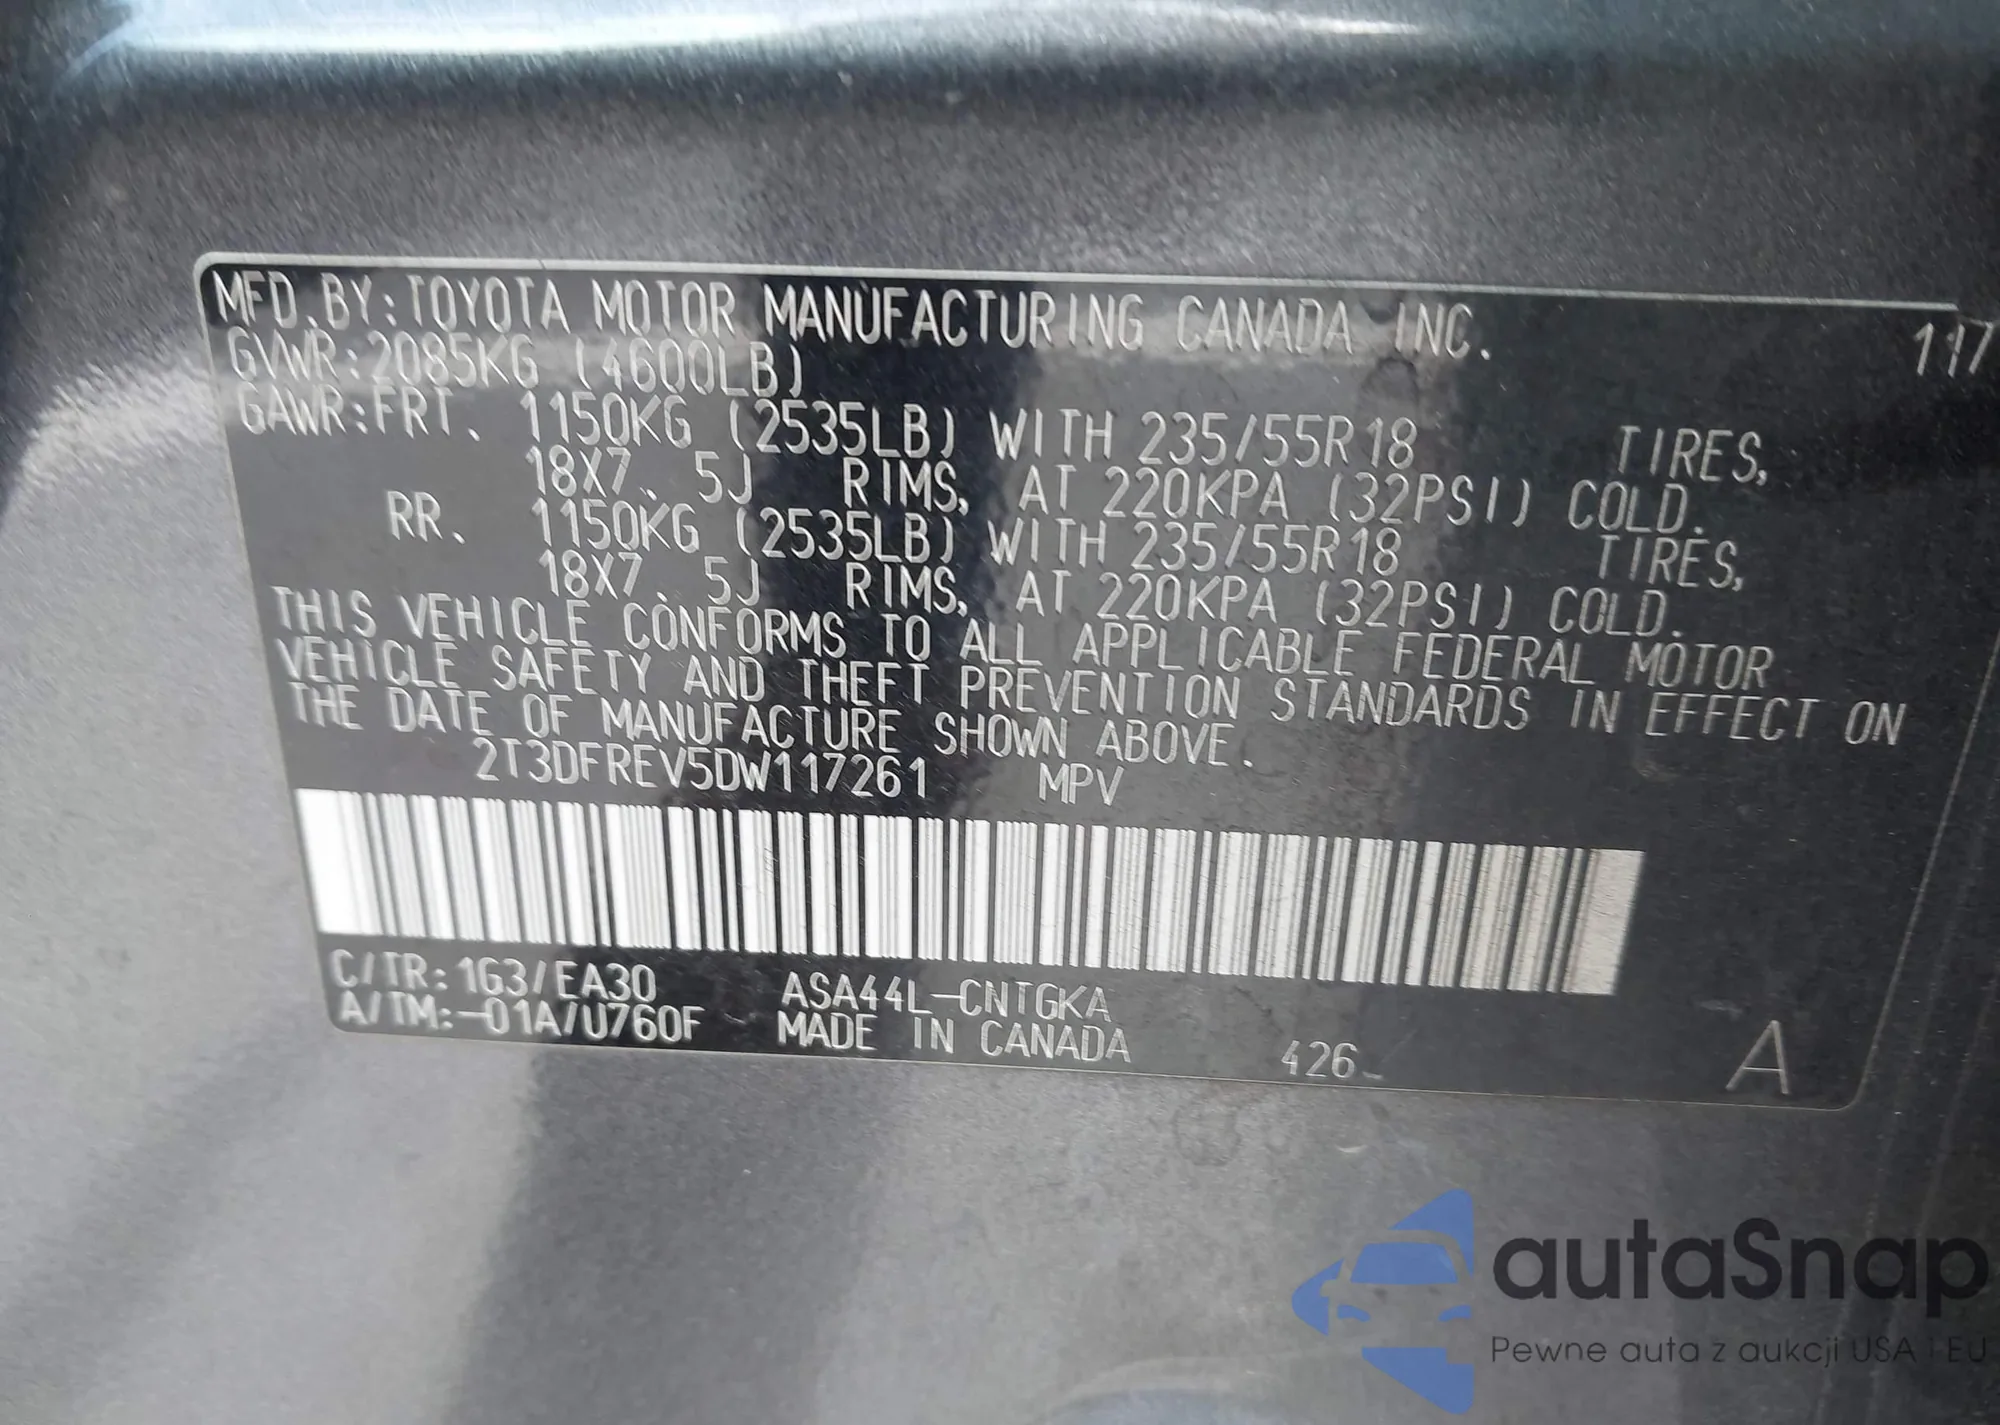 MFD. BY: TOYOTA MOTOR MANUFACTURING CANADA INC. 117
GVWR: 2085KG (4600LB)
GAWR: FRT. 1150KG (2535LB) WITH 235/55R18 TIRES,
18X7. 5J RIMS, AT 220KPA (32PSI) COLD.
RR. 1150KG (2535LB) WITH 235/55R18 TIRES,
18X7. 5J RIMS, AT 220KPA (32PSI) COLD.
THIS VEHICLE CONFORMS TO ALL APPLICABLE FEDERAL MOTOR
VEHICLE SAFETY AND THEFT PREVENTION STANDARDS IN EFFECT ON
THE DATE OF MANUFACTURE SHOWN ABOVE.
2T3DFREV5DW117261 MPV
C/TR: 1G3/EA30 ASA44L-CNTGKA
A/TM:-01A/U760F MADE IN CANADA 426 A
autaSnap
Pewne auta z aukcji USA i EU